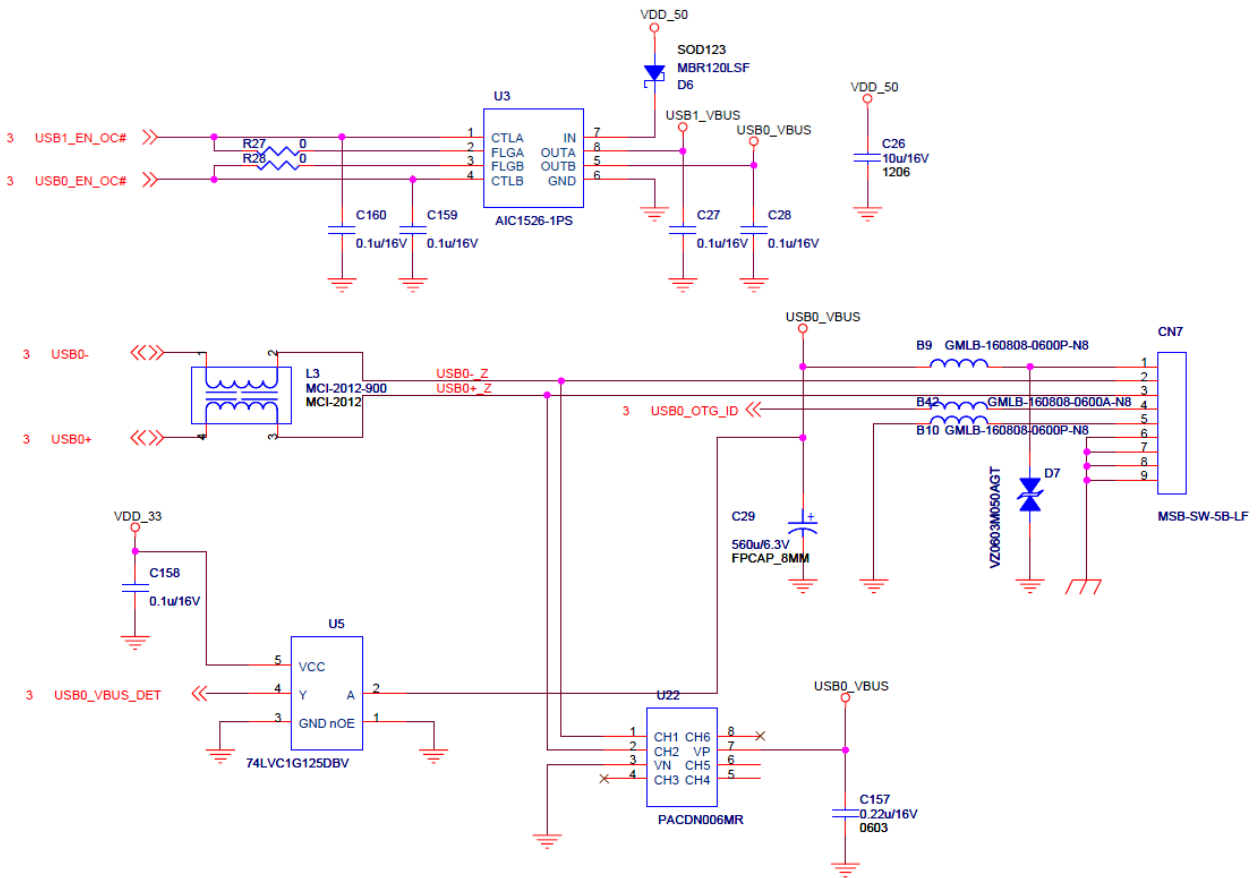 VDD_50
SOD123
MBR120LSF
D6
U3
VDD_50
USB1_VBUS
USB0_VBUS
3 USB1_EN_OC#
R27 0
R28 0
3 USB0_EN_OC#
1 CTLA IN 7
2 FLGA OUTA 8
3 FLGB OUTB 5
4 CTLB GND 6
AIC1526-1PS
C26
10u/16V
1206
C160
0.1u/16V
C159
0.1u/16V
C27
0.1u/16V
C28
0.1u/16V
USB0_VBUS
CN7
3 USB0-
1 2
L3
MCI-2012-900
MCI-2012
USB0-_Z
USB0+_Z
B9 GMLB-160808-0600P-N8
3 USB0_OTG_ID
B42 GMLB-160808-0600A-N8
B10 GMLB-160808-0600P-N8
1
2
3
4
5
6
7
8
9
3 USB0+
4 3
D7
VZ0603M050AGT
MSB-SW-5B-LF
C29
+
560u/6.3V
FPCAP_8MM
VDD_33
C158
0.1u/16V
U5
5 VCC
3 USB0_VBUS_DET
4 Y A 2
3 GND nOE 1
74LVC1G125DBV
U22
1 CH1 CH6 8
2 CH2 VP 7
3 VN CH5 6
4 CH3 CH4 5
PACDN006MR
USB0_VBUS
C157
0.22u/16V
0603